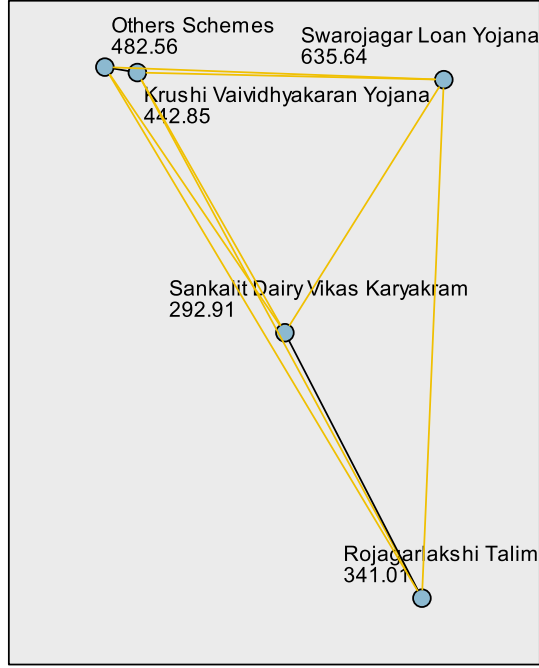 Others Schemes
482.56
Swarojagar Loan Yojana
635.64
Krushi Vaividhyakaran Yojana
442.85
Sankalit Dairy Vikas Karyakram
292.91
Rojagarlakshi Talim
341.01